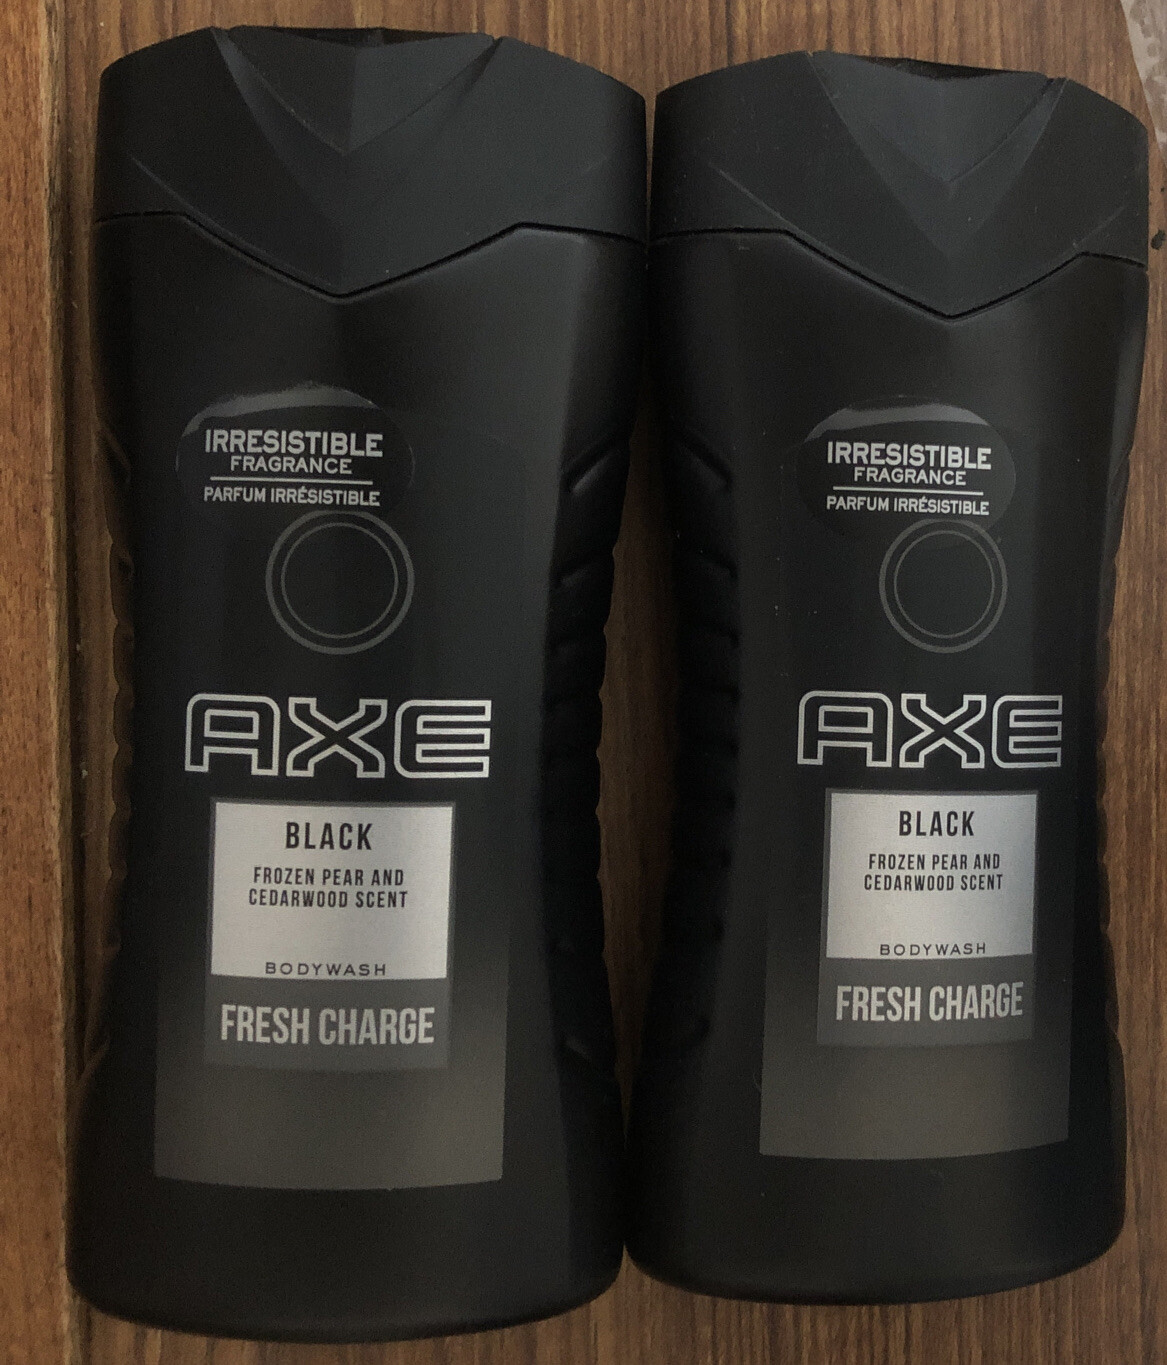 IRRESISTIBLE
FRAGRANCE
PARFUM IRRÉSISTIBLE
AXE
BLACK
FROZEN PEAR AND
CEDARWOOD SCENT
BODYWASH
FRESH CHARGE
IRRESISTIBLE
FRAGRANCE
PARFUM IRRÉSISTIBLE
AXE
BLACK
FROZEN PEAR AND
CEDARWOOD SCENT
BODYWASH
FRESH CHARGE